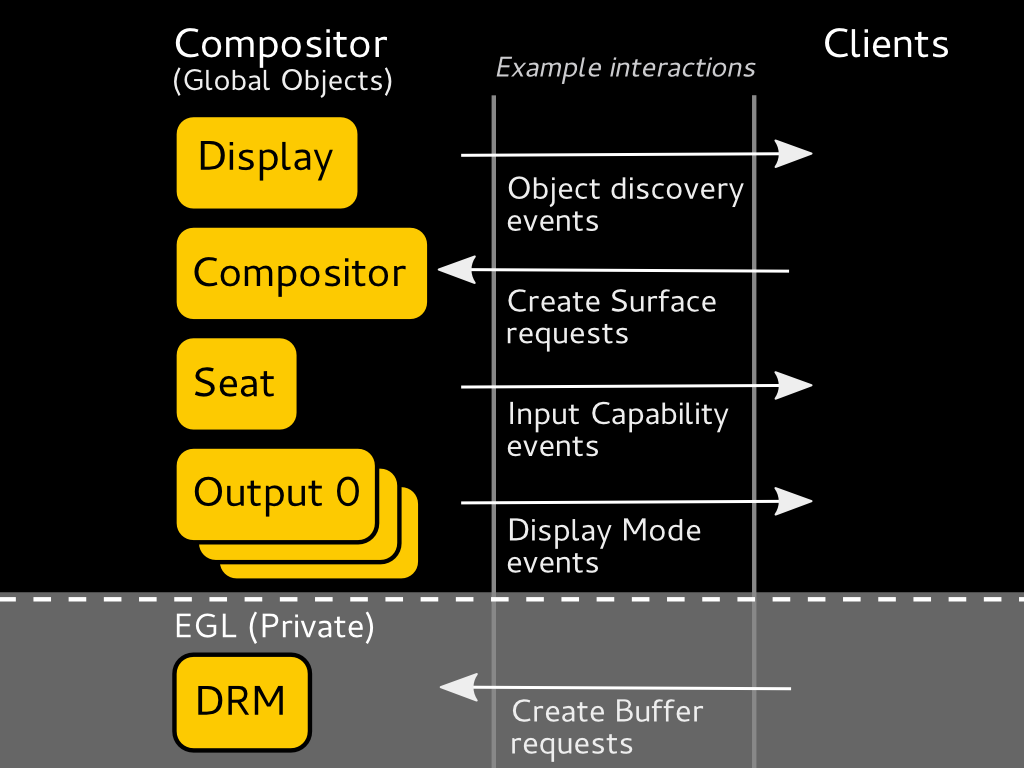 Compositor
(Global Objects)
Example interactions
Clients
Display
Object discovery
events
Compositor
Create Surface
requests
Seat
Input Capability
events
Output 0
Display Mode
events
EGL (Private)
DRM
Create Buffer
requests